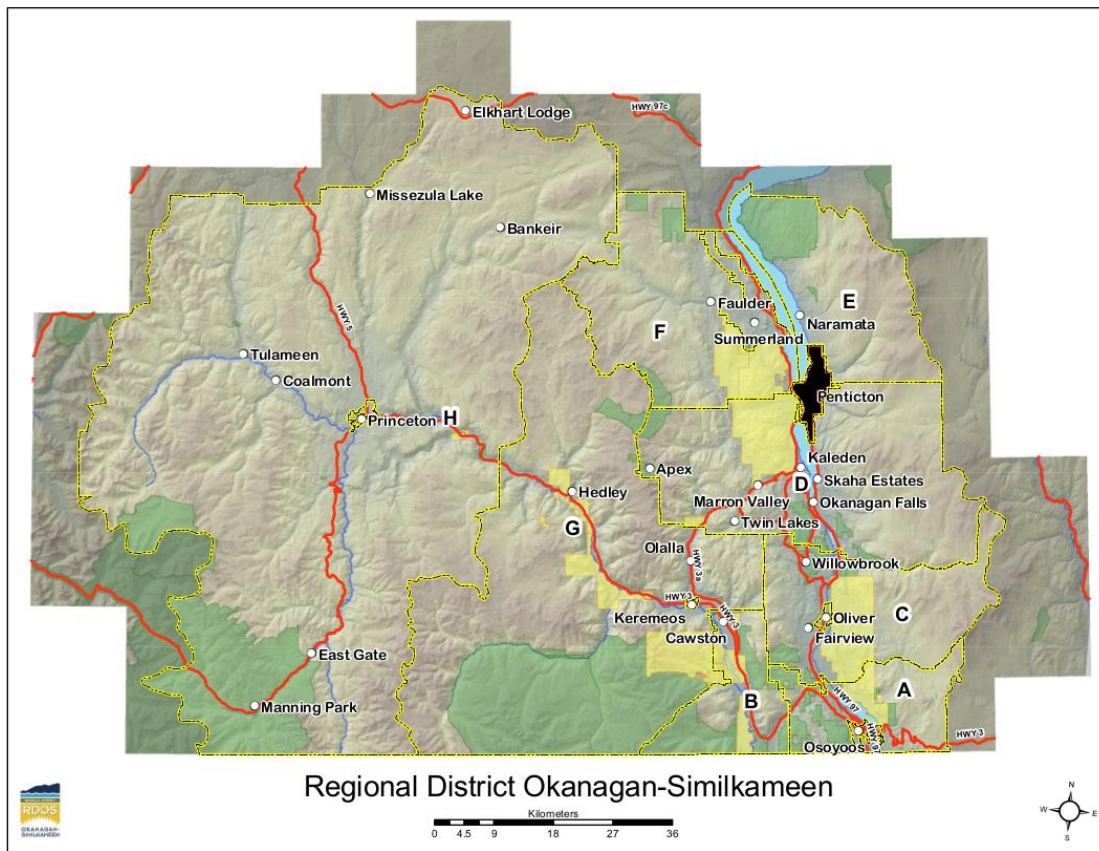 HWY 97c
Elkhart Lodge
Missezula Lake
Bankeir
E
Faulder
Naramata
F
Summerland
HWY 5
Tulameen
Coalmont
Penticton
Princeton
H
Kaleden
Apex
Skaha Estates
D
Hedley
Marron Valley
Okanagan Falls
G
Twin Lakes
Olalla
Willowbrook
HWY 3a
HWY 3
Keremeos
HWY 3
Oliver
C
Cawston
Fairview
East Gate
A
Manning Park
B
HWY 97
HWY 3
Osoyoos
HWY 97
Regional District Okanagan-Similkameen
Kilometers
0 4.5 9 18 27 36
RDOS
OKANAGAN-
SIMILKAMEEN
N
W E
S